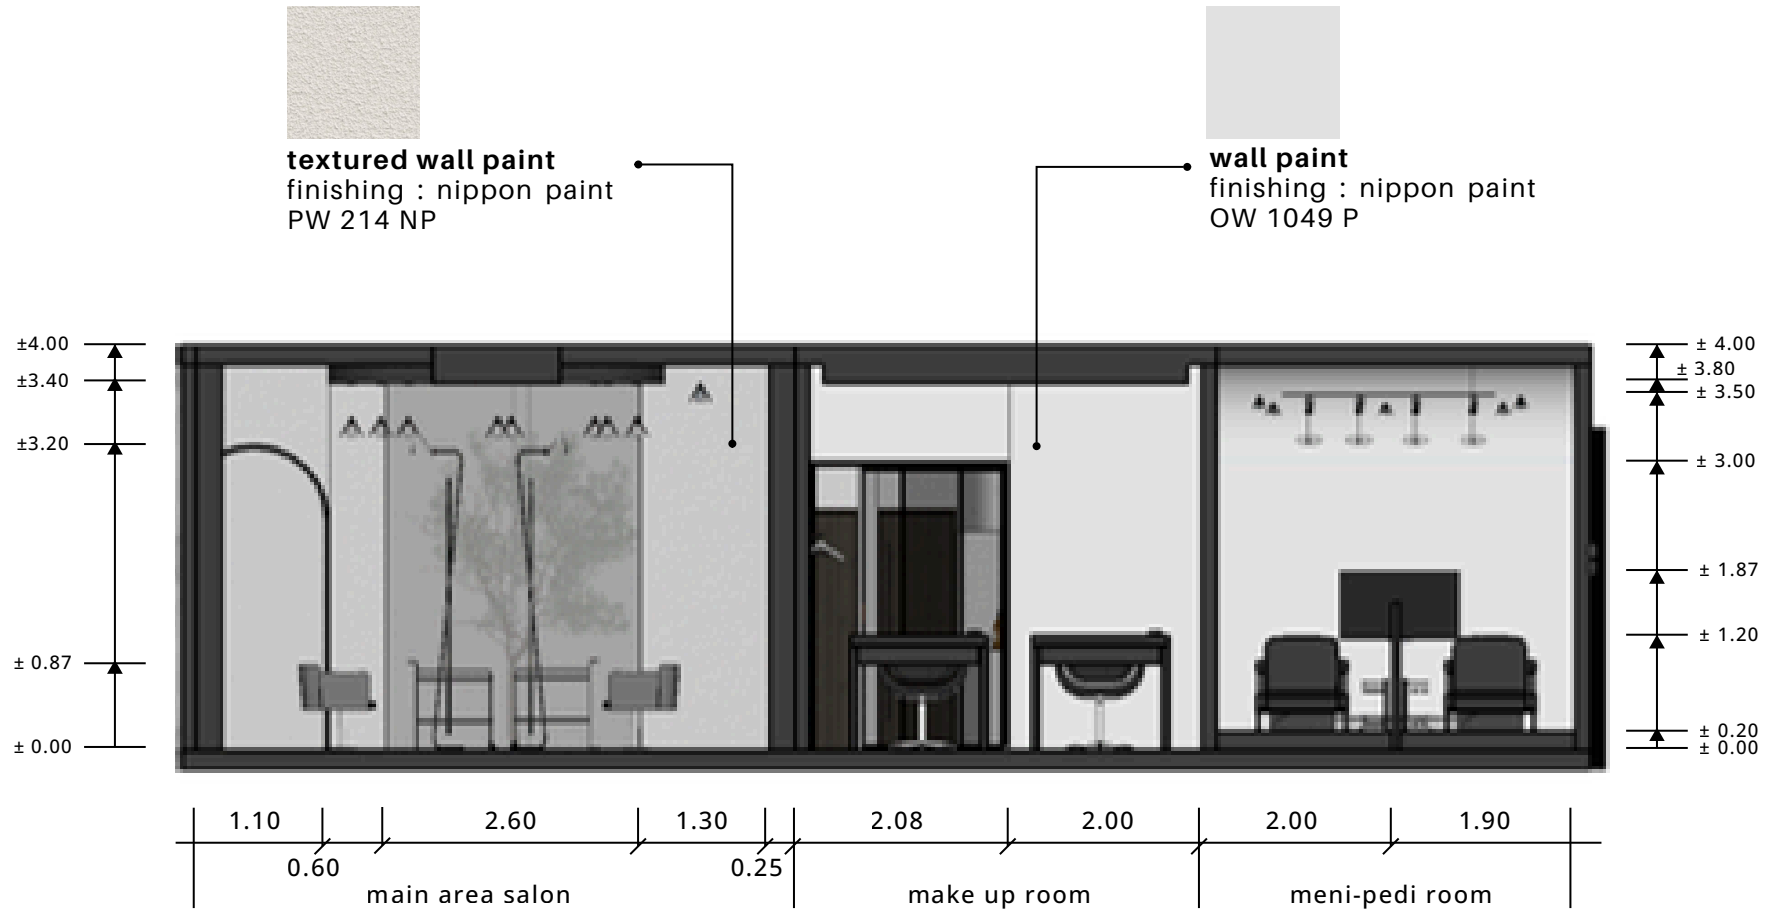 textured wall paint
finishing : nippon paint
PW 214 NP
wall paint
finishing : nippon paint
OW 1049 P
±4.00
±3.40
±3.20
± 0.87
± 0.00
± 4.00
± 3.80
± 3.50
± 3.00
± 1.87
± 1.20
± 0.20
± 0.00
1.10
2.60
1.30
2.08
2.00
2.00
1.90
0.60
0.25
main area salon
make up room
meni-pedi room